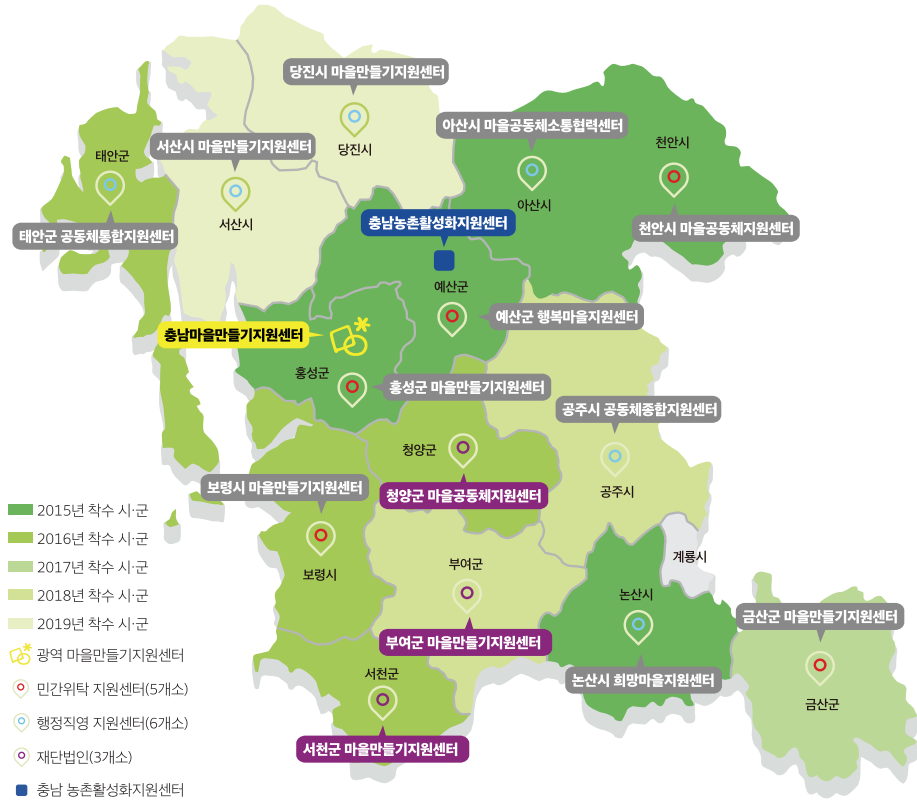 당진시 마을만들기지원센터
당진시
아산시 마을공동체소통협력센터
아산시
천안시
천안시 마을공동체지원센터
서산시 마을만들기지원센터
서산시
태안군
태안군 공동체통합지원센터
충남농촌활성화지원센터
예산군
예산군 행복마을지원센터
충남마을만들기지원센터
홍성군
홍성군 마을만들기지원센터
공주시 공동체종합지원센터
공주시
청양군
청양군 마을공동체지원센터
보령시 마을만들기지원센터
보령시
계룡시
부여군
부여군 마을만들기지원센터
논산시
논산시 희망마을지원센터
금산군 마을만들기지원센터
금산군
서천군
서천군 마을만들기지원센터
2015년 착수 시·군
2016년 착수 시·군
2017년 착수 시·군
2018년 착수 시·군
2019년 착수 시·군
광역 마을만들기지원센터
민간위탁 지원센터(5개소)
행정직영 지원센터(6개소)
재단법인(3개소)
충남 농촌활성화지원센터